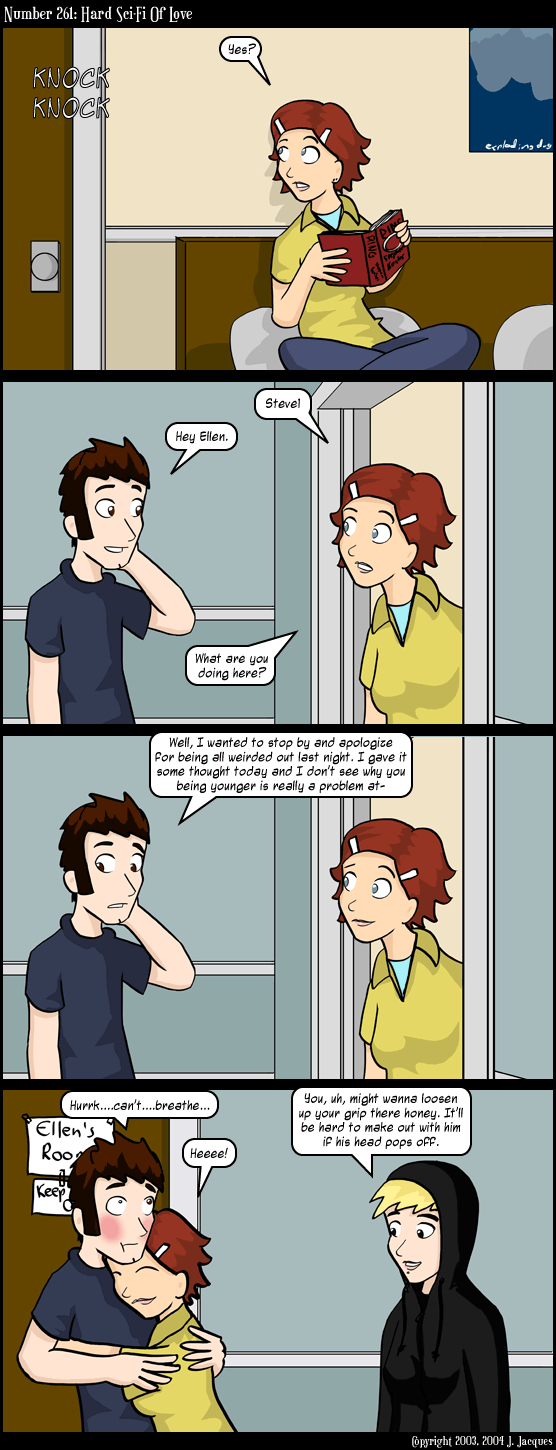 Number 261: Hard Sci-Fi Of Love
KNOCK
KNOCK
Yes?
exploding dog
Steve!
Hey Ellen.
What are you
doing here?
Well, I wanted to stop by and apologize
for being all weirded out last night. I gave it
some thought today and I don't see why you
being younger is really a problem at-
Hurrk....can't....breathe...
You, uh, might wanna loosen
up your grip there honey. It'll
be hard to make out with him
if his head pops off.
Heeee!
Ellen's
Room
Keep
Copyright 2003, 2004 J. Jacques